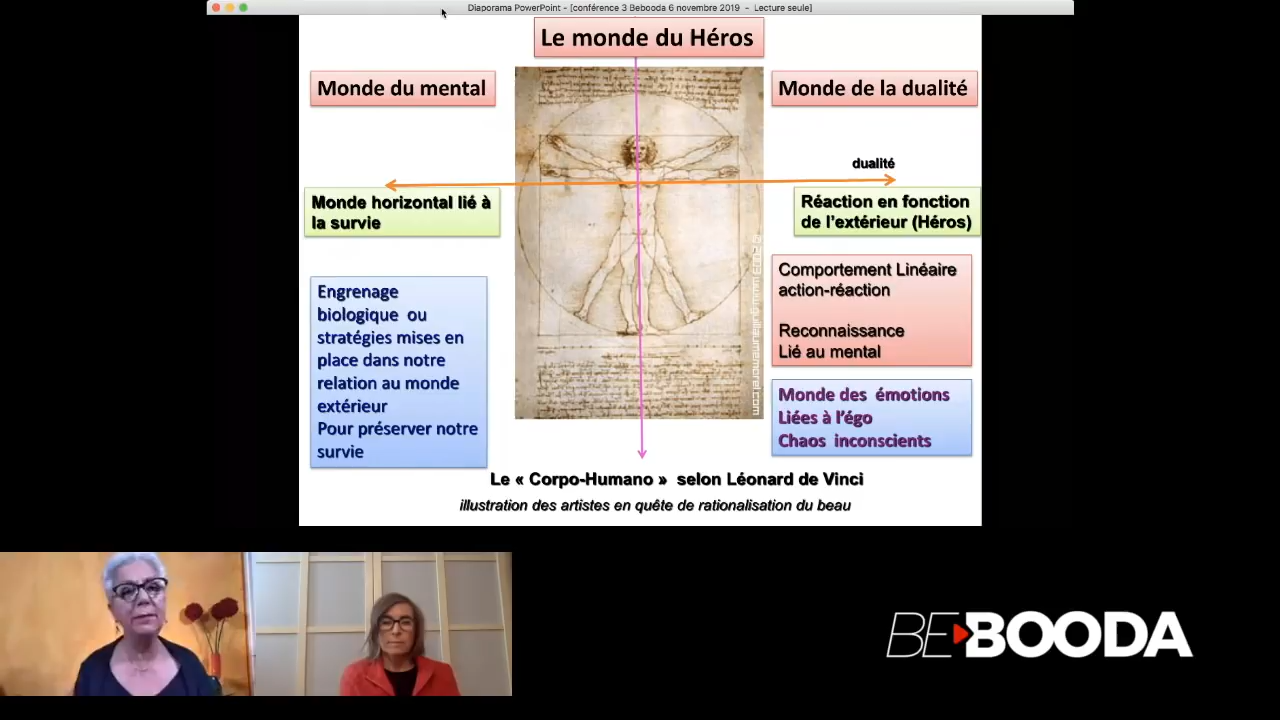 Diaporama PowerPoint - [conférence 3 Bebooda 6 novembre 2019 - Lecture seule]
Le monde du Héros
Monde du mental
Monde de la dualité
dualité
Monde horizontal lié à
la survie
Réaction en fonction
de l'extérieur (Héros)
Engrenage
biologique ou
stratégies mises en
place dans notre
relation au monde
extérieur
Pour préserver notre
survie
Comportement Linéaire
action-réaction
Reconnaissance
Lié au mental
Monde des émotions
Liées à l'égo
Chaos inconscients
Le « Corpo-Humano » selon Léonard de Vinci
illustration des artistes en quête de rationalisation du beau
BEBOODA